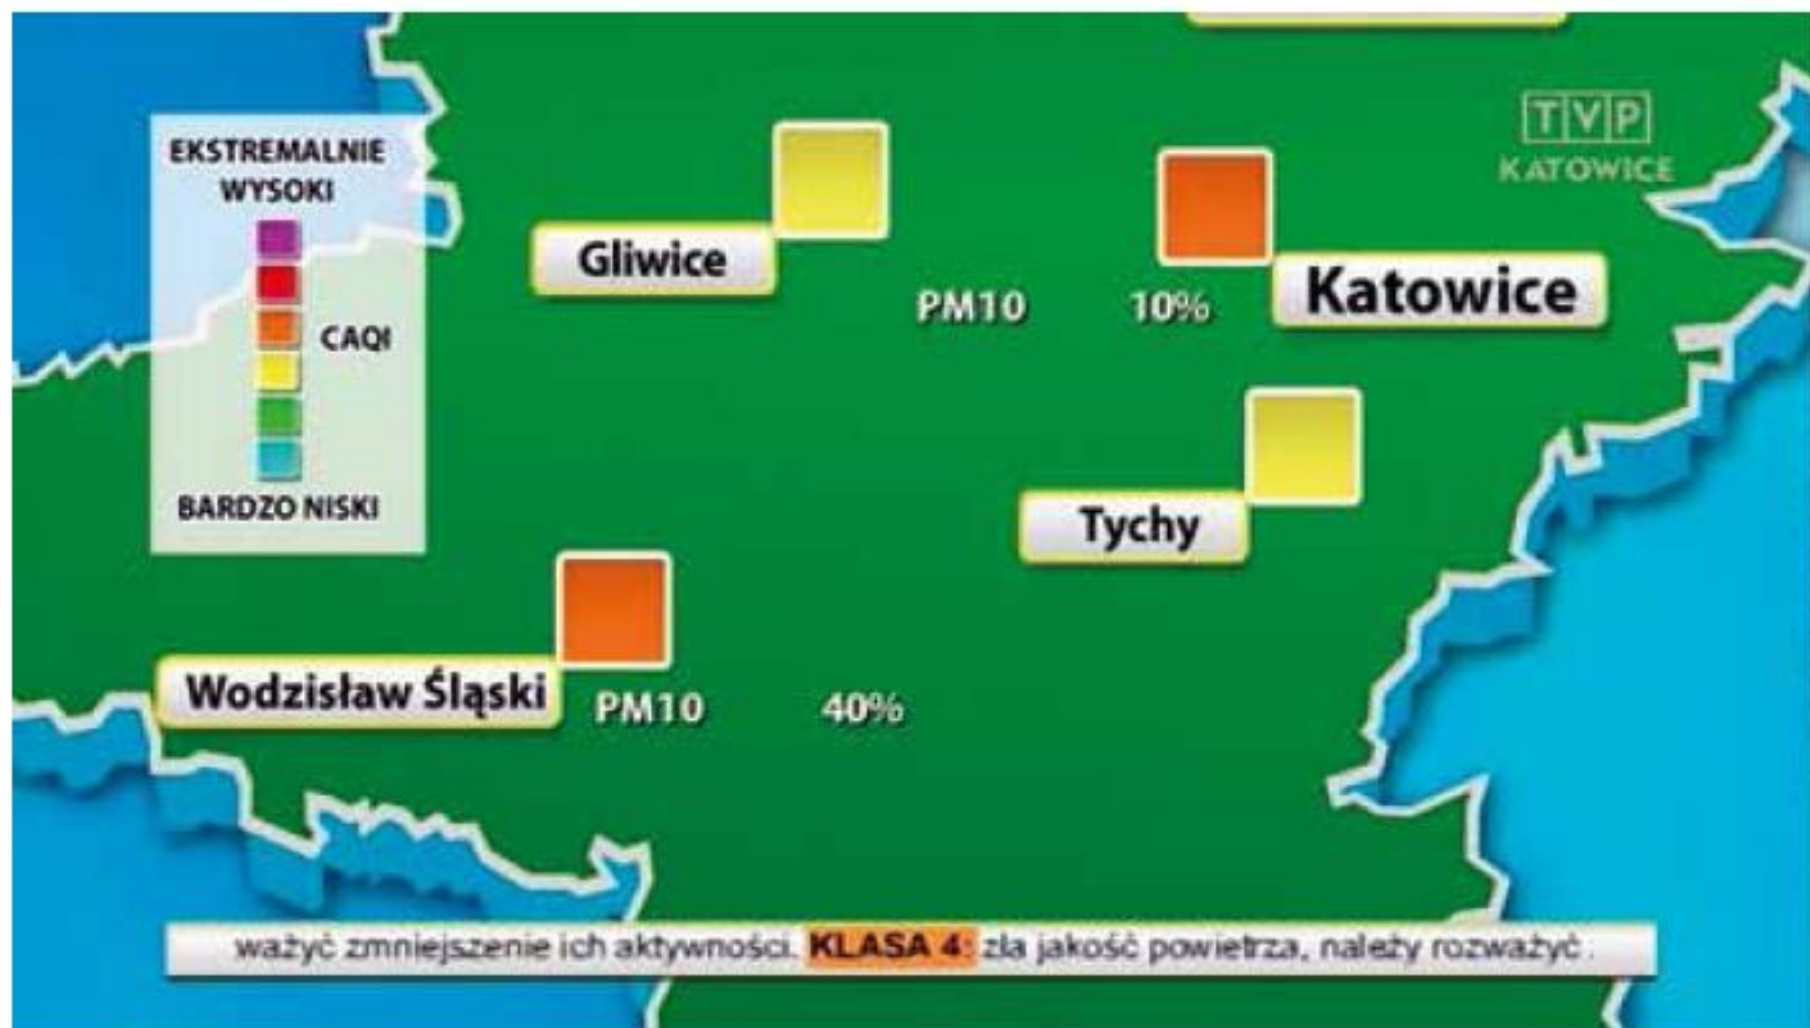 TVP
KATOWICE
EKSTREMALNIE
WYSOKI
CAQI
BARDZO NISKI
Gliwice
PM10 10%
Katowice
Tychy
Wodzisław Śląski
PM10 40%
ważyć zmniejszenie ich aktywności. KLASA 4: zła jakość powietrza, należy rozważyć